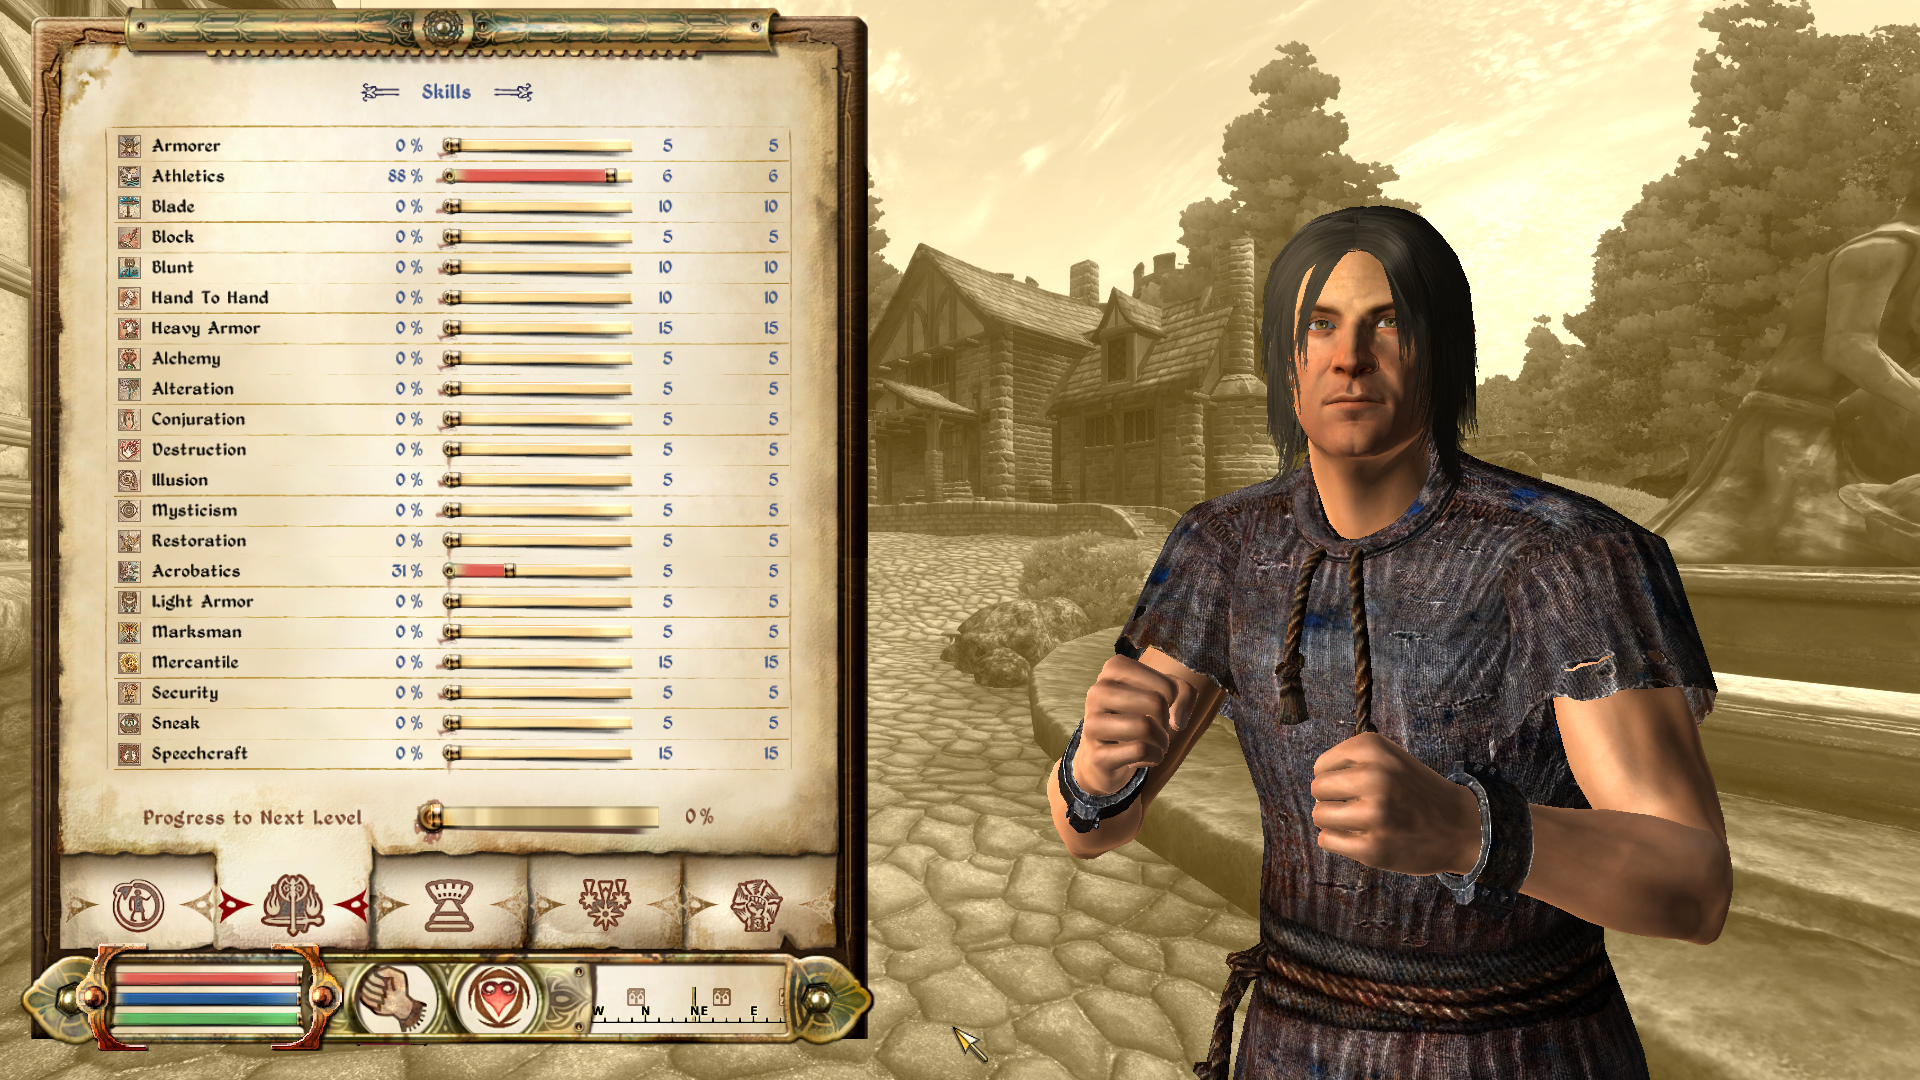 Skills
Armorer 0 % 5 5
Athletics 88 % 6 6
Blade 0 % 10 10
Block 0 % 5 5
Blunt 0 % 10 10
Hand To Hand 0 % 10 10
Heavy Armor 0 % 15 15
Alchemy 0 % 5 5
Alteration 0 % 5 5
Conjuration 0 % 5 5
Destruction 0 % 5 5
Illusion 0 % 5 5
Mysticism 0 % 5 5
Restoration 0 % 5 5
Acrobatics 31 % 5 5
Light Armor 0 % 5 5
Marksman 0 % 5 5
Mercantile 0 % 15 15
Security 0 % 5 5
Sneak 0 % 5 5
Speechcraft 0 % 15 15
Progress to Next Level 0 %
W N NE E